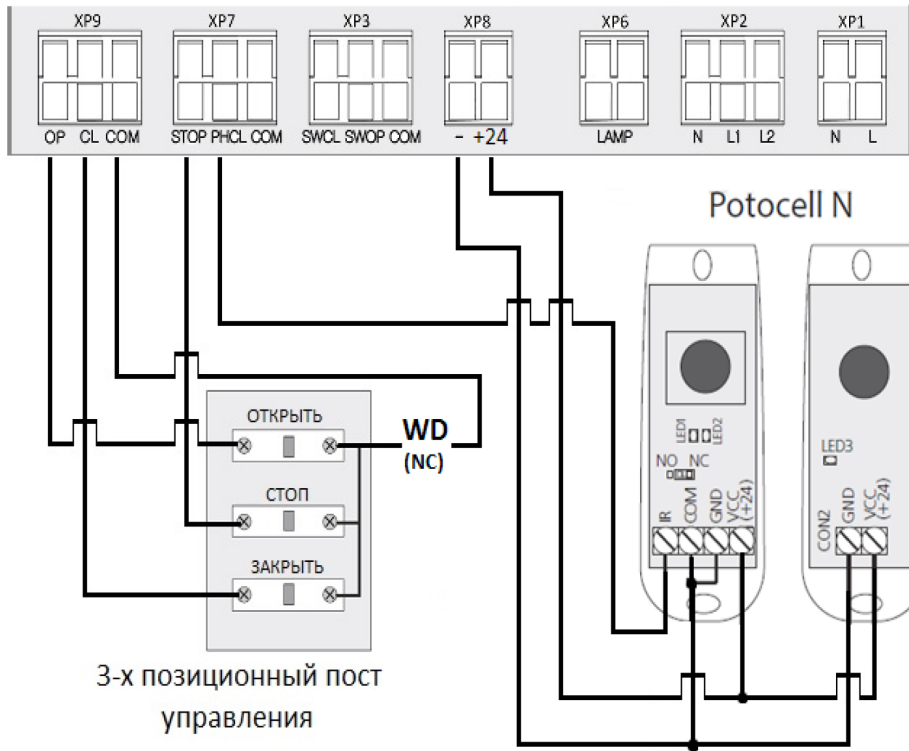 XP9 XP7 XP3 XP8 XP6 XP2 XP1
OP CL COM STOP PHCL COM SWCL SWOP COM - +24 LAMP N L1 L2 N L
Potocell N
ОТКРЫТЬ
WD
(NC)
СТОП
ЗАКРЫТЬ
3-х позиционный пост
управления
LED1
LED2
NO NC
IR
COM
GND
VCC
(+24)
LED3
CON2
GND
VCC
(+24)